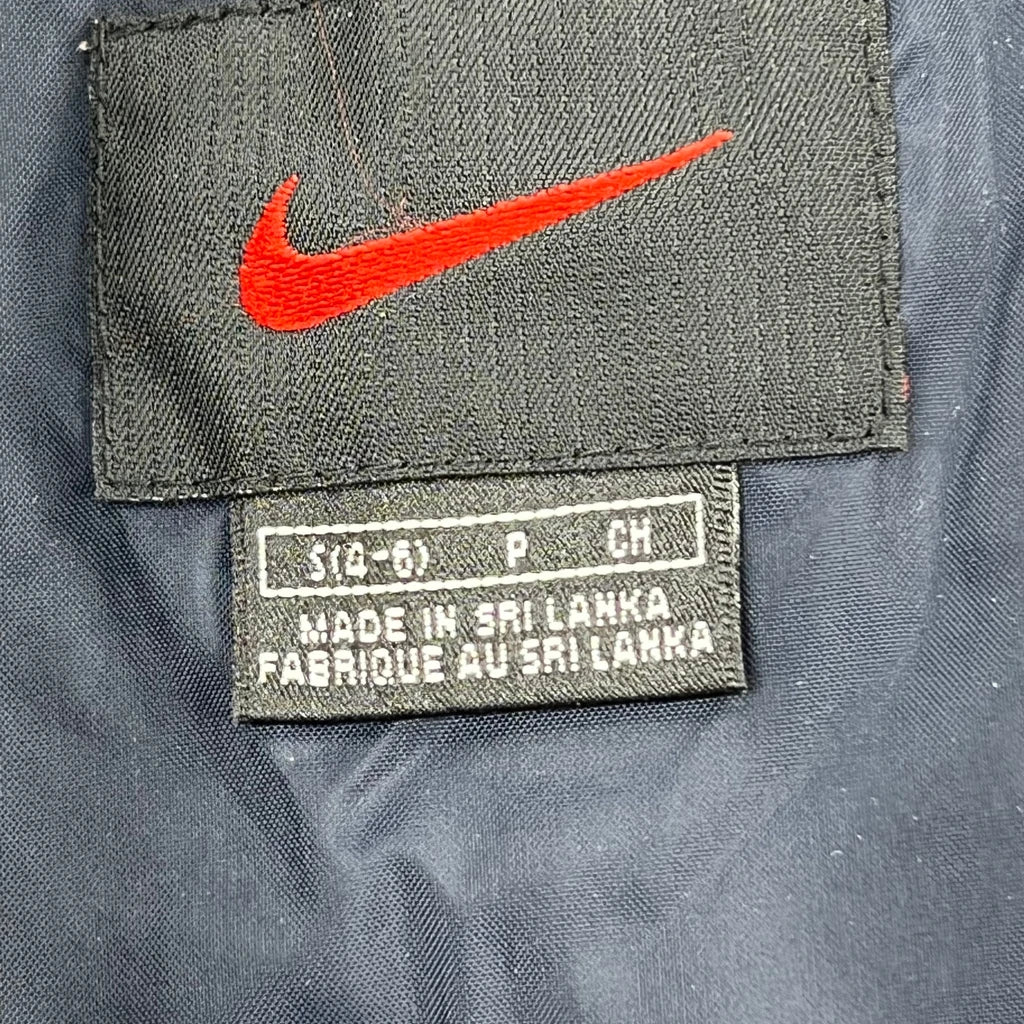 S(4-6) P CH
MADE IN SRI LANKA
FABRIQUE AU SRI LANKA